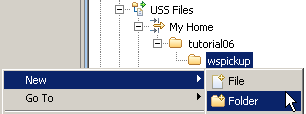 USS Files
My Home
tutorial06
wspickup
New
File
Go To
Folder